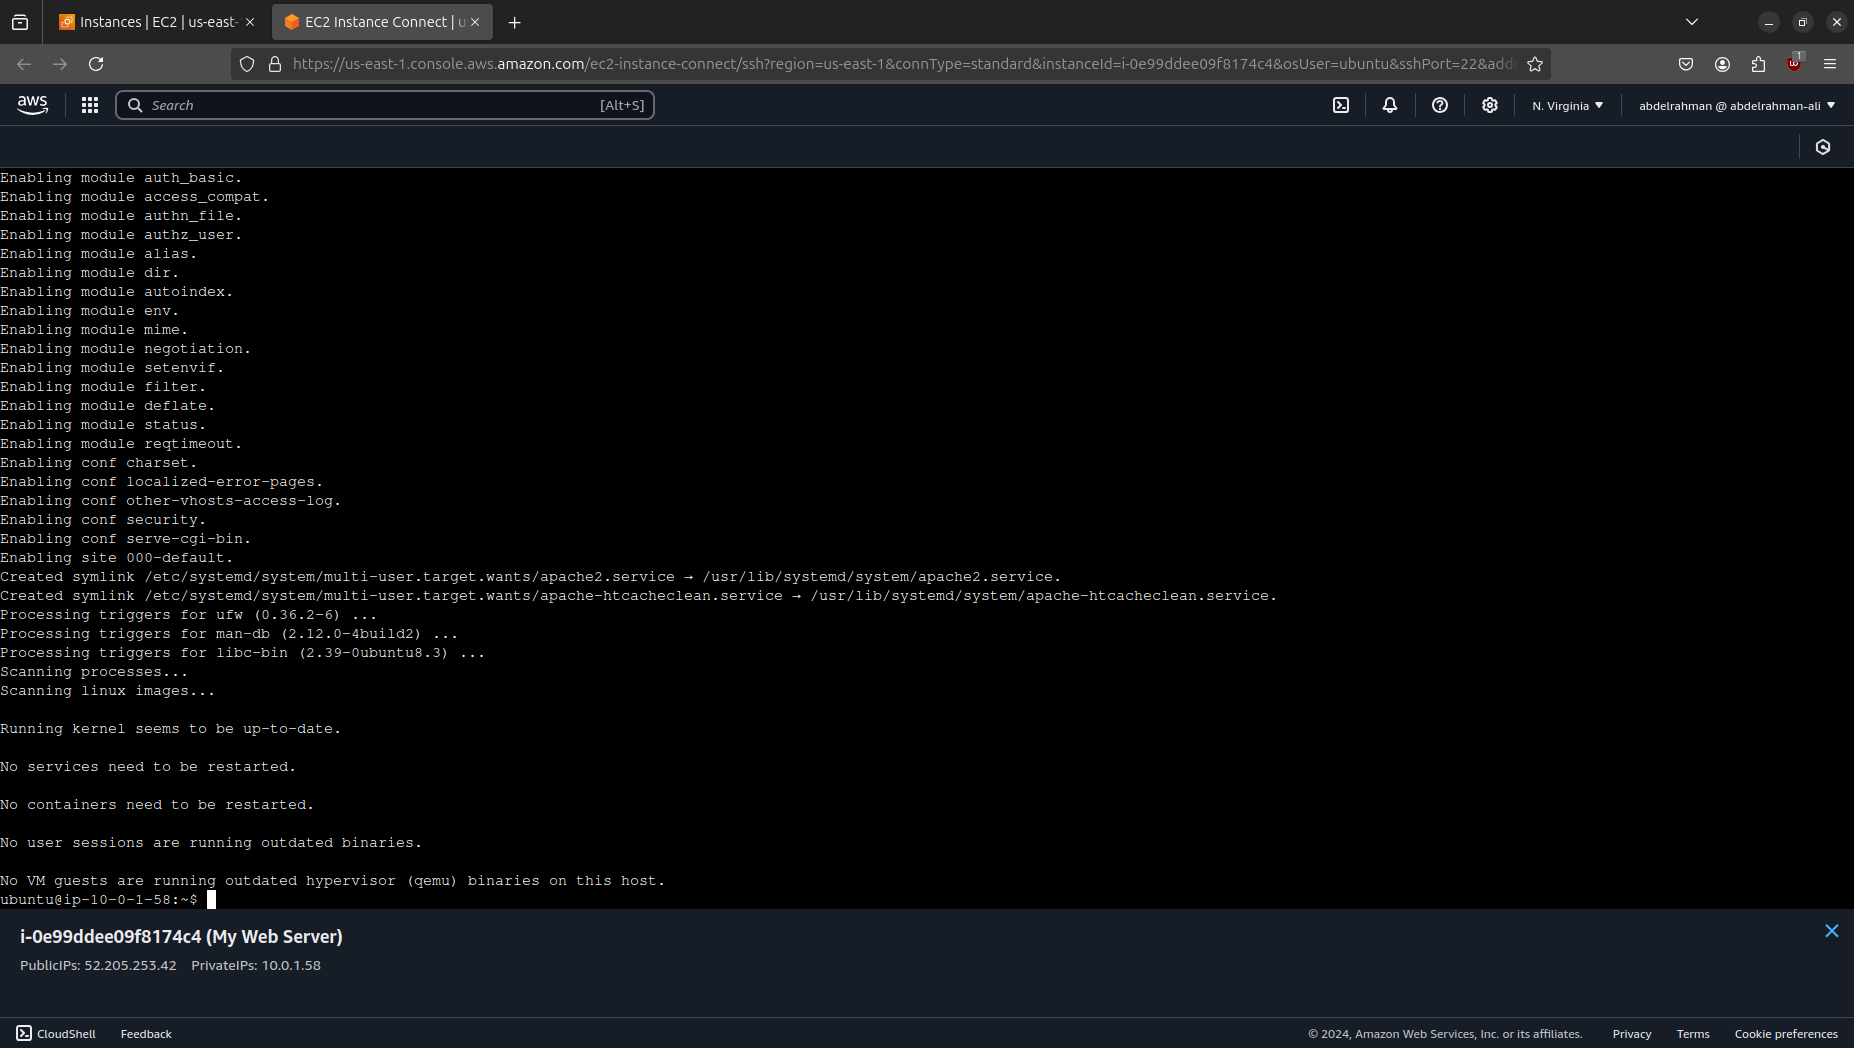 Instances | EC2 | us-east-
EC2 Instance Connect | u
https://us-east-1.console.aws.amazon.com/ec2-instance-connect/ssh?region=us-east-1&connType=standard&instanceId=i-0e99ddee09f8174c4&osUser=ubuntu&sshPort=22&addr
1
aws
Search
[Alt+S]
N. Virginia
abdelrahman @ abdelrahman-ali
Enabling module auth_basic.
Enabling module access_compat.
Enabling module authn_file.
Enabling module authz_user.
Enabling module alias.
Enabling module dir.
Enabling module autoindex.
Enabling module env.
Enabling module mime.
Enabling module negotiation.
Enabling module setenvif.
Enabling module filter.
Enabling module deflate.
Enabling module status.
Enabling module reqtimeout.
Enabling conf charset.
Enabling conf localized-error-pages.
Enabling conf other-vhosts-access-log.
Enabling conf security.
Enabling conf serve-cgi-bin.
Enabling site 000-default.
Created symlink /etc/systemd/system/multi-user.target.wants/apache2.service → /usr/lib/systemd/system/apache2.service.
Created symlink /etc/systemd/system/multi-user.target.wants/apache-htcacheclean.service → /usr/lib/systemd/system/apache-htcacheclean.service.
Processing triggers for ufw (0.36.2-6) ...
Processing triggers for man-db (2.12.0-4build2) ...
Processing triggers for libc-bin (2.39-0ubuntu8.3) ...
Scanning processes...
Scanning linux images...
Running kernel seems to be up-to-date.
No services need to be restarted.
No containers need to be restarted.
No user sessions are running outdated binaries.
No VM guests are running outdated hypervisor (qemu) binaries on this host.
ubuntu@ip-10-0-1-58:~$
i-0e99ddee09f8174c4 (My Web Server)
PublicIPs: 52.205.253.42 PrivateIPs: 10.0.1.58
CloudShell
Feedback
© 2024, Amazon Web Services, Inc. or its affiliates.
Privacy
Terms
Cookie preferences